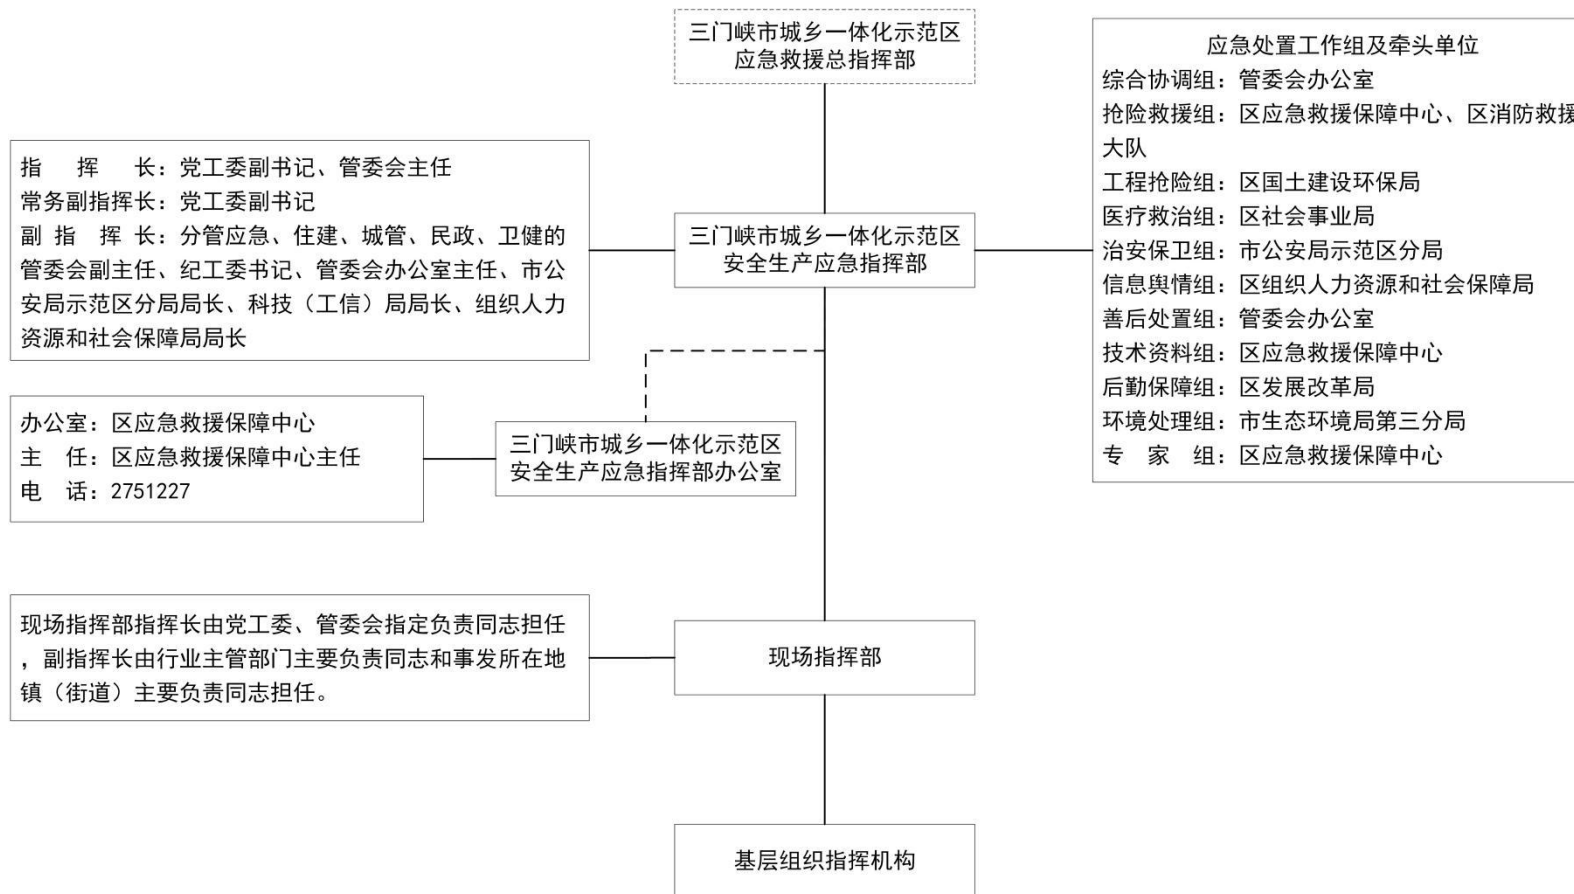 三门峡市城乡一体化示范区
应急救援总指挥部
应急处置工作组及牵头单位
综合协调组：管委会办公室
抢险救援组：区应急救援保障中心、区消防救援
大队
工程抢险组：区国土建设环保局
医疗救治组：区社会事业局
治安保卫组：市公安局示范区分局
信息舆情组：区组织人力资源和社会保障局
善后处置组：管委会办公室
技术资料组：区应急救援保障中心
后勤保障组：区发展改革局
环境处理组：市生态环境局第三分局
专　家　组：区应急救援保障中心
指　挥　长：党工委副书记、管委会主任
常务副指挥长：党工委副书记
副 指 挥 长：分管应急、住建、城管、民政、卫健的
管委会副主任、纪工委书记、管委会办公室主任、市公
安局示范区分局局长、科技（工信）局局长、组织人力
资源和社会保障局局长
三门峡市城乡一体化示范区
安全生产应急指挥部
办公室：区应急救援保障中心
主　任：区应急救援保障中心主任
电　话：2751227
三门峡市城乡一体化示范区
安全生产应急指挥部办公室
现场指挥部指挥长由党工委、管委会指定负责同志担任
，副指挥长由行业主管部门主要负责同志和事发所在地
镇（街道）主要负责同志担任。
现场指挥部
基层组织指挥机构